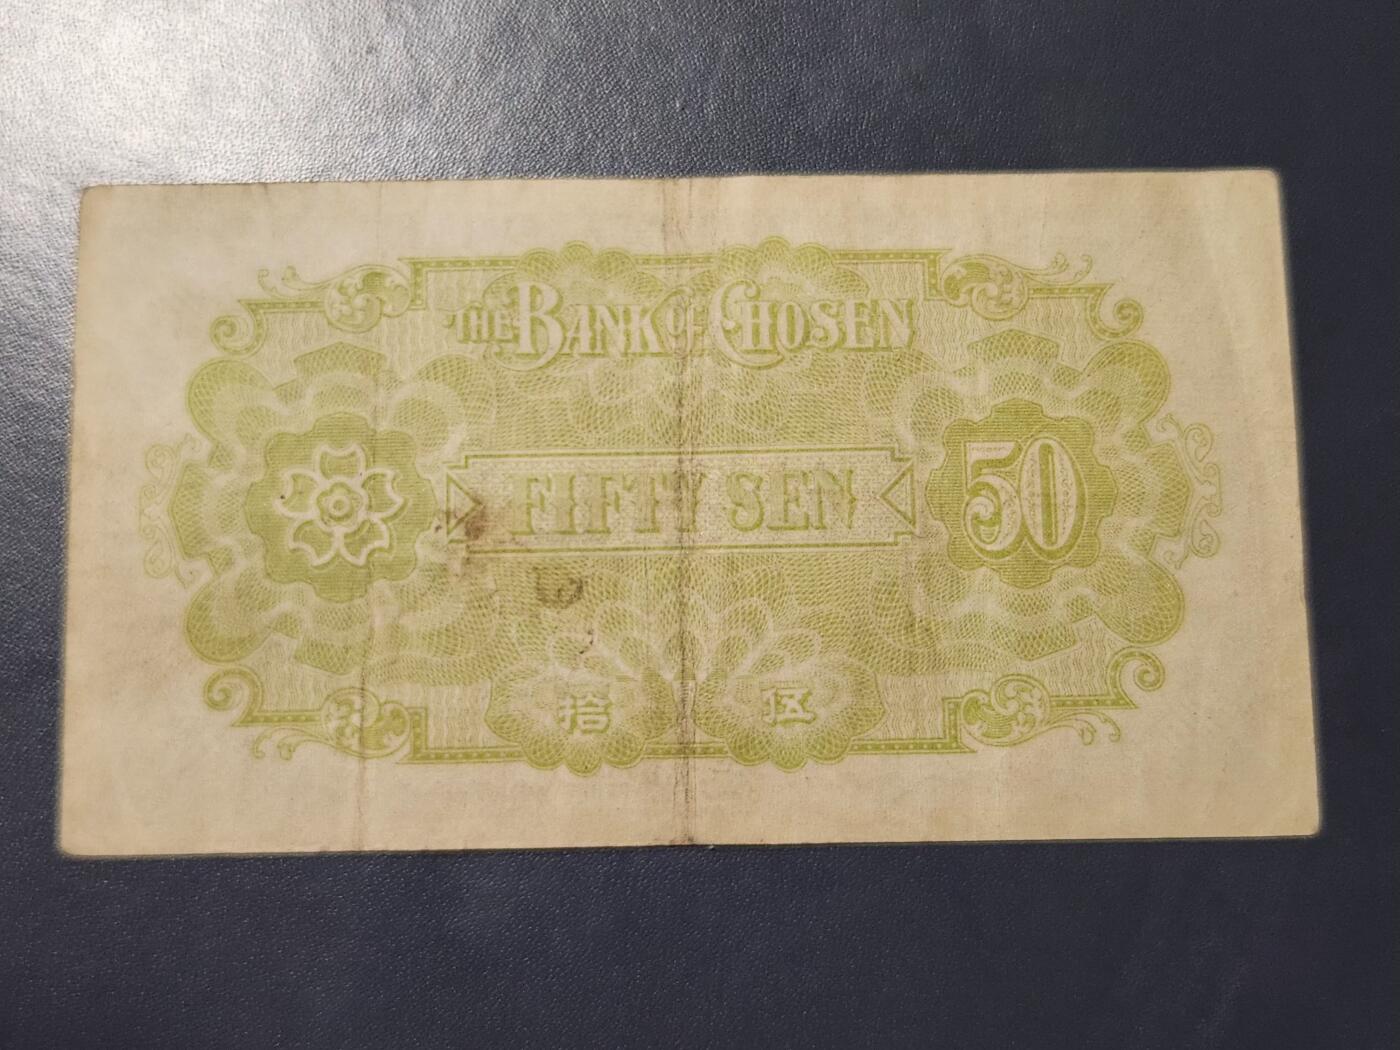 THE BANK OF CHOSEN
FIFTY SEN
50
拾 伍